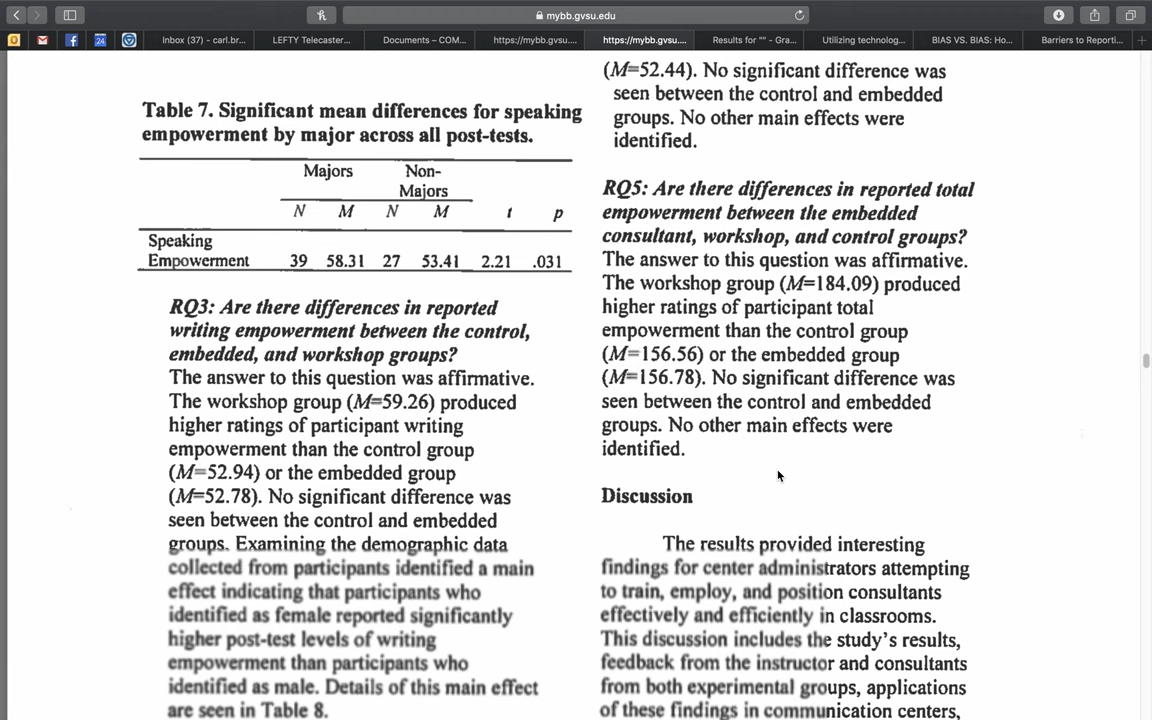 mybb.gvsu.edu
Inbox (37) - carl.br...
LEFTY Telecaster...
Documents – COM...
https://mybb.gvsu....
https://mybb.gvsu....
Results for "" - Gra...
Utilizing technolog...
BIAS VS. BIAS: Ho...
Barriers to Reporti...
24
Table 7. Significant mean differences for speaking
empowerment by major across all post-tests.
Majors Non-
Majors
N M N M t p
Speaking
Empowerment 39 58.31 27 53.41 2.21 .031
RQ3: Are there differences in reported
writing empowerment between the control,
embedded, and workshop groups?
The answer to this question was affirmative.
The workshop group (M=59.26) produced
higher ratings of participant writing
empowerment than the control group
(M=52.94) or the embedded group
(M=52.78). No significant difference was
seen between the control and embedded
groups. Examining the demographic data
collected from participants identified a main
effect indicating that participants who
identified as female reported significantly
higher post-test levels of writing
empowerment than participants who
identified as male. Details of this main effect
are seen in Table 8.
(M=52.44). No significant difference was
seen between the control and embedded
groups. No other main effects were
identified.
RQ5: Are there differences in reported total
empowerment between the embedded
consultant, workshop, and control groups?
The answer to this question was affirmative.
The workshop group (M=184.09) produced
higher ratings of participant total
empowerment than the control group
(M=156.56) or the embedded group
(M=156.78). No significant difference was
seen between the control and embedded
groups. No other main effects were
identified.
Discussion
The results provided interesting
findings for center administrators attempting
to train, employ, and position consultants
effectively and efficiently in classrooms.
This discussion includes the study's results,
feedback from the instructor and consultants
from both experimental groups, applications
of these findings in communication centers,